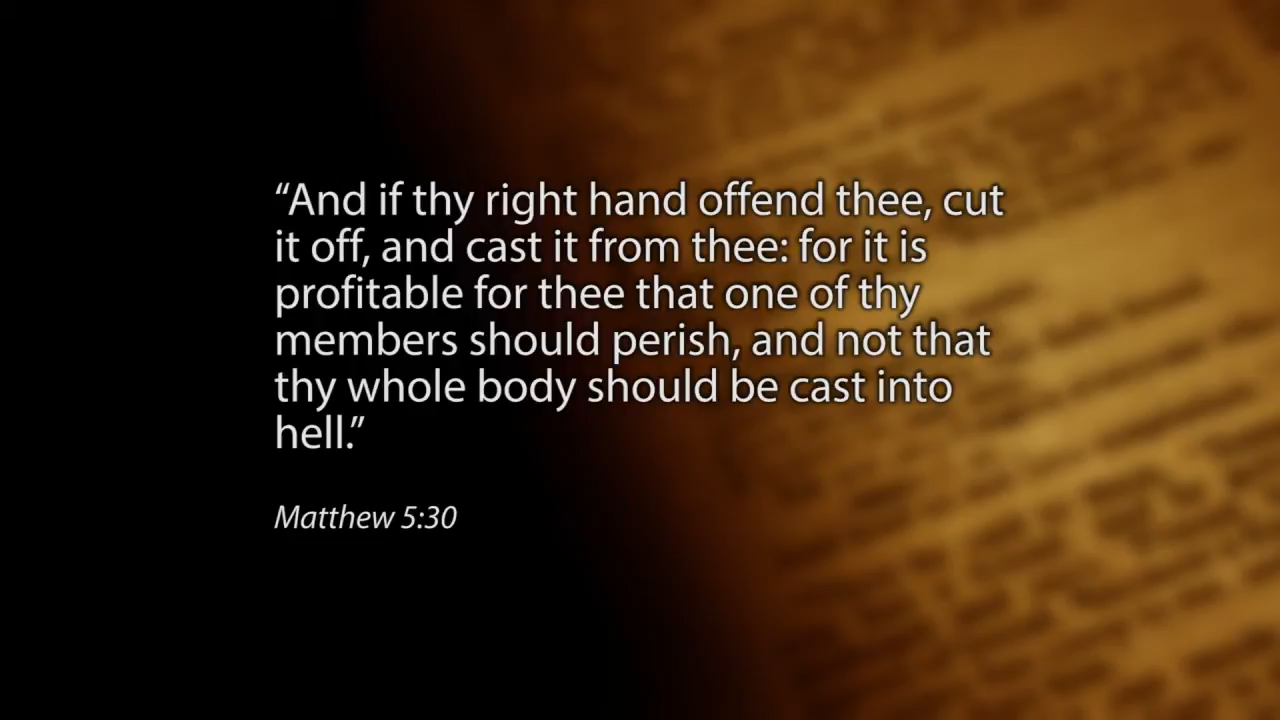 “And if thy right hand offend thee, cut
it off, and cast it from thee: for it is
profitable for thee that one of thy
members should perish, and not that
thy whole body should be cast into
hell.”
Matthew 5:30